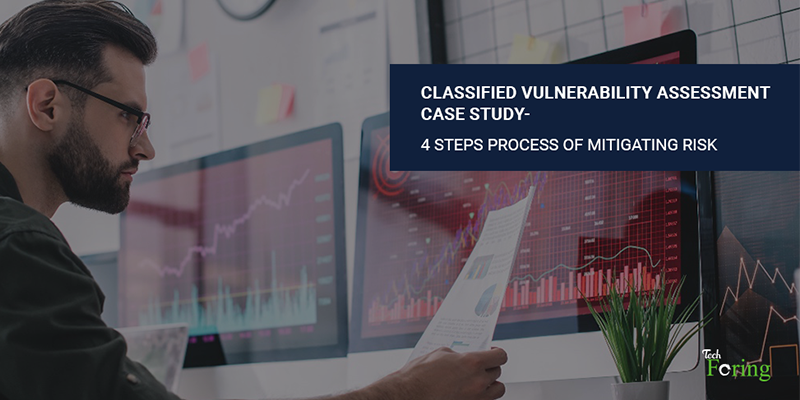 CLASSIFIED VULNERABILITY ASSESSMENT
CASE STUDY-
4 STEPS PROCESS OF MITIGATING RISK
Tech
Foring